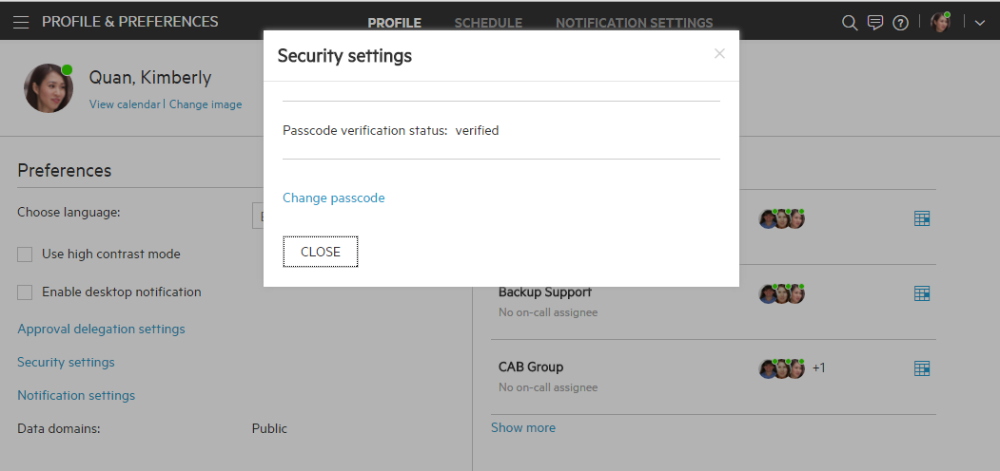 PROFILE & PREFERENCES
PROFILE SCHEDULE NOTIFICATION SETTINGS
Security settings
Quan, Kimberly
View calendar | Change image
Passcode verification status: verified
Change passcode
CLOSE
Preferences
Choose language:
Use high contrast mode
Enable desktop notification
Approval delegation settings
Security settings
Notification settings
Data domains: Public
Backup Support
No on-call assignee
CAB Group
No on-call assignee
+1
Show more